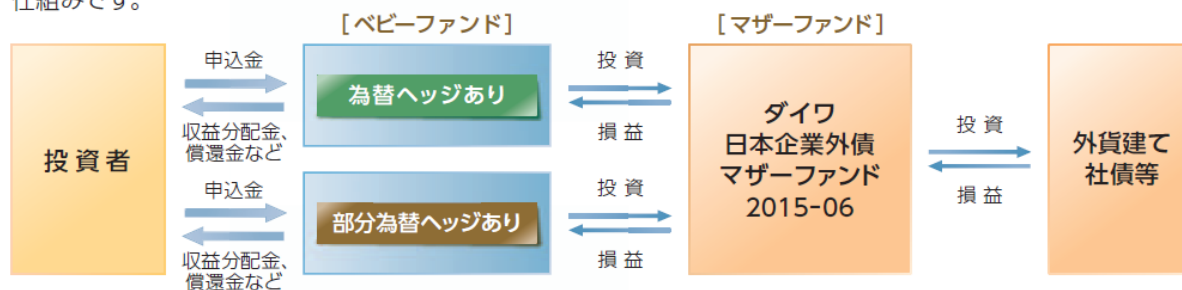 仕組みです。
[ベビーファンド]
[マザーファンド]
投資者
申込金
収益分配金、
償還金など
為替ヘッジあり
投資
損益
申込金
収益分配金、
償還金など
部分為替ヘッジあり
投資
損益
ダイワ
日本企業外債
マザーファンド
2015-06
投資
損益
外貨建て
社債等